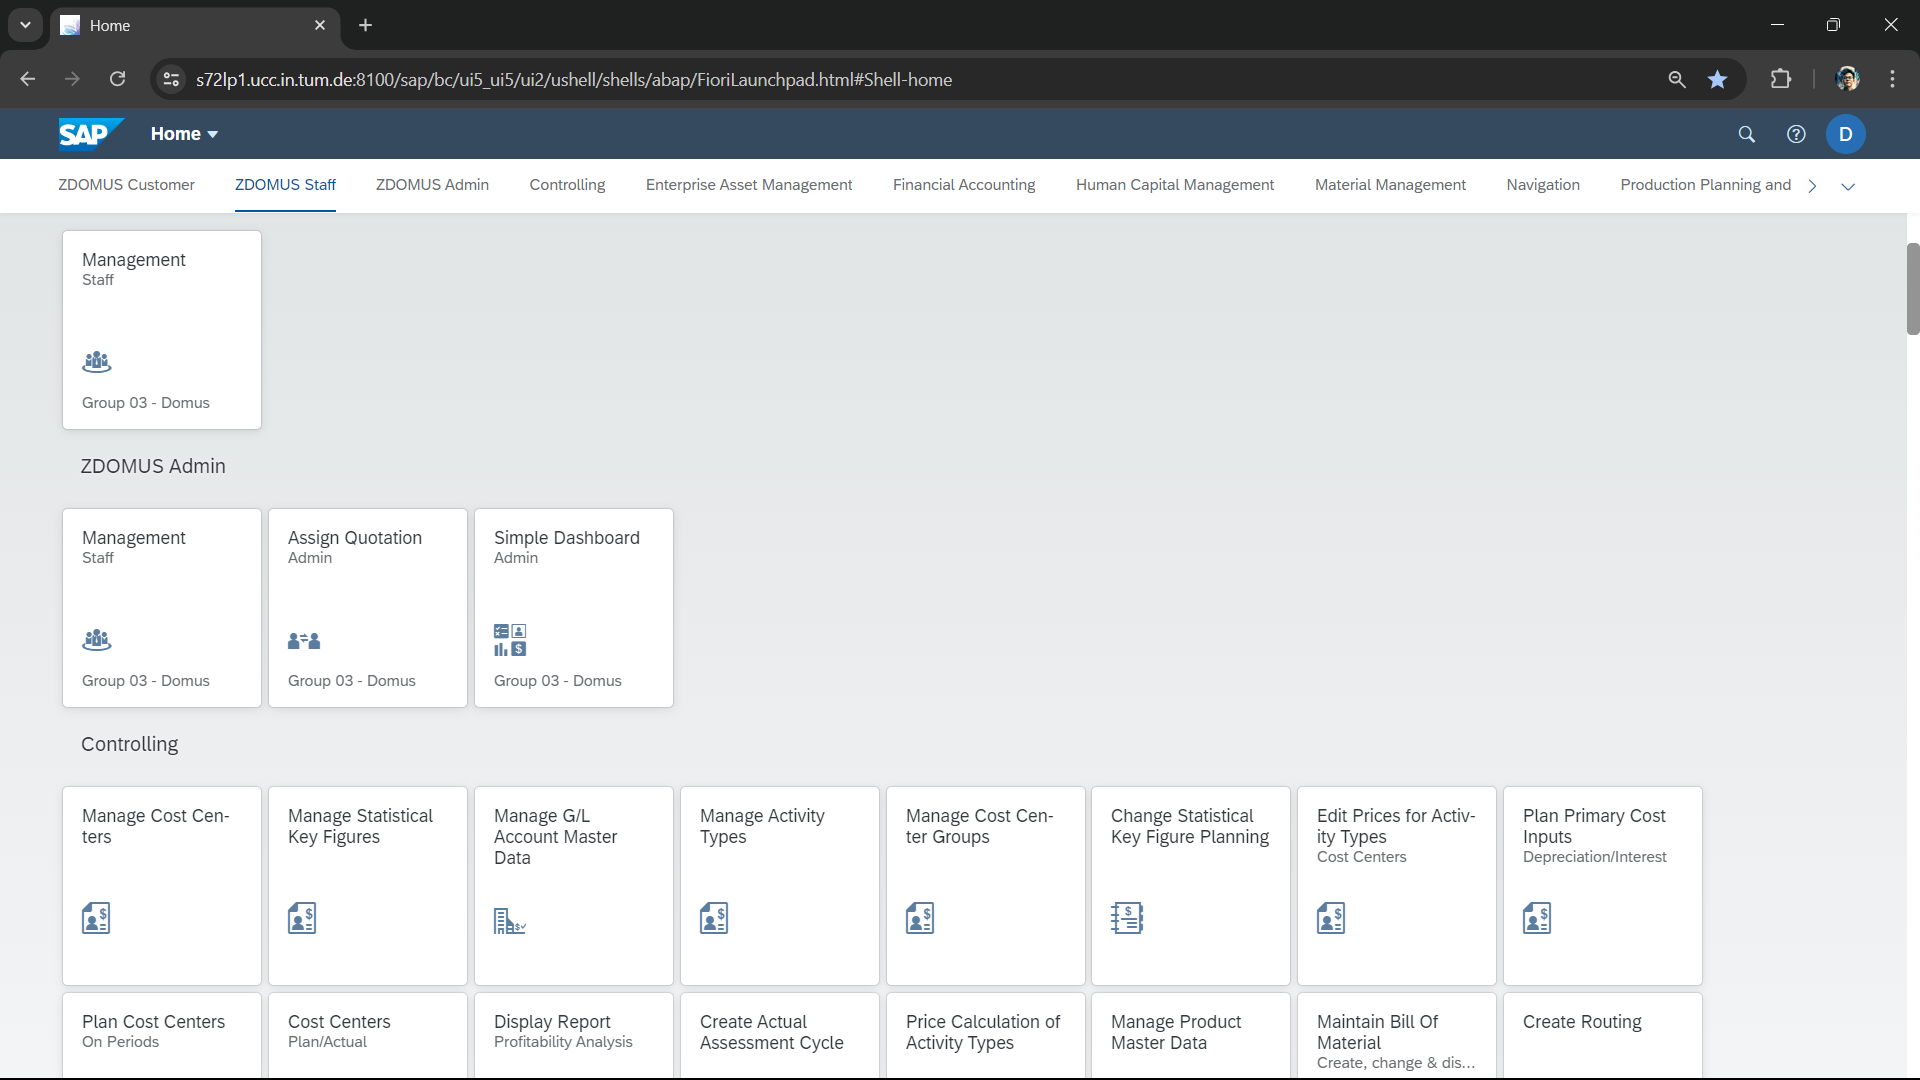 Home
s72lp1.ucc.in.tum.de:8100/sap/bc/ui5_ui5/ui2/ushell/shells/abap/FioriLaunchpad.html#Shell-home
SAP Home D
ZDOMUS Customer ZDOMUS Staff ZDOMUS Admin Controlling Enterprise Asset Management Financial Accounting Human Capital Management Material Management Navigation Production Planning and
Management
Staff
Group 03 - Domus
ZDOMUS Admin
Management
Staff
Group 03 - Domus
Assign Quotation
Admin
Group 03 - Domus
Simple Dashboard
Admin
Group 03 - Domus
Controlling
Manage Cost Cen-
ters
Manage Statistical
Key Figures
Manage G/L
Account Master
Data
Manage Activity
Types
Manage Cost Cen-
ter Groups
Change Statistical
Key Figure Planning
Edit Prices for Activ-
ity Types
Cost Centers
Plan Primary Cost
Inputs
Depreciation/Interest
Plan Cost Centers
On Periods
Cost Centers
Plan/Actual
Display Report
Profitability Analysis
Create Actual
Assessment Cycle
Price Calculation of
Activity Types
Manage Product
Master Data
Maintain Bill Of
Material
Create, change & dis...
Create Routing